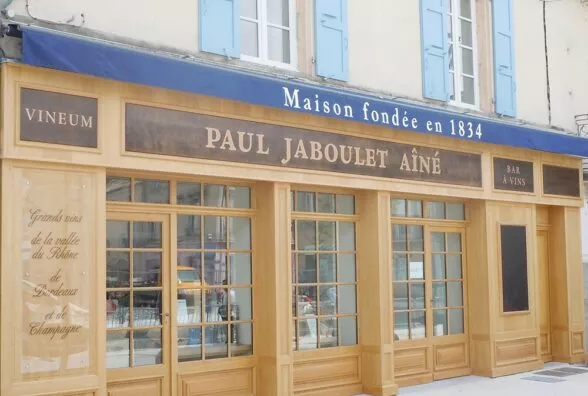 Maison fondée en 1834
VINEUM
PAUL JABOULET AÎNÉ
BAR
À VINS
Grands vins
de la vallée
du Rhône
de
Bordeaux
et de
Champagne